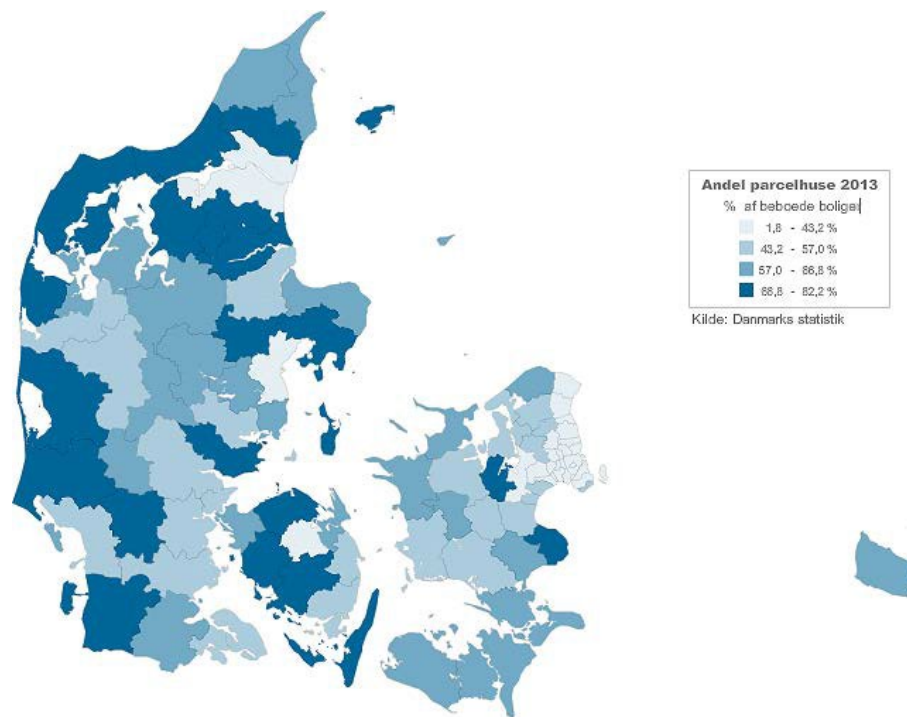 Andel parcelhuse 2013
% af beboede boliger
1,8 - 43,2 %
43,2 - 57,0 %
57,0 - 66,8 %
66,8 - 82,2 %
Kilde: Danmarks statistik